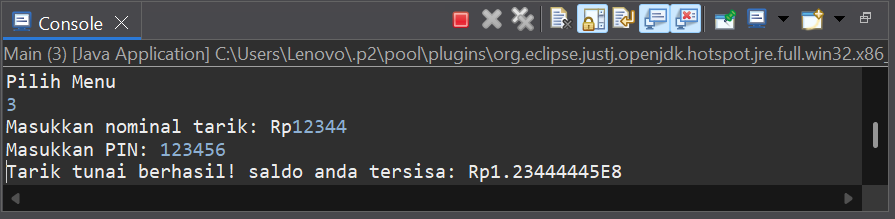 Console
Main (3) [Java Application] C:\Users\Lenovo\.p2\pool\plugins\org.eclipse.justj.openjdk.hotspot.jre.full.win32.x86_
Pilih Menu
3
Masukkan nominal tarik: Rp12344
Masukkan PIN: 123456
Tarik tunai berhasil! saldo anda tersisa: Rp1.23444445E8